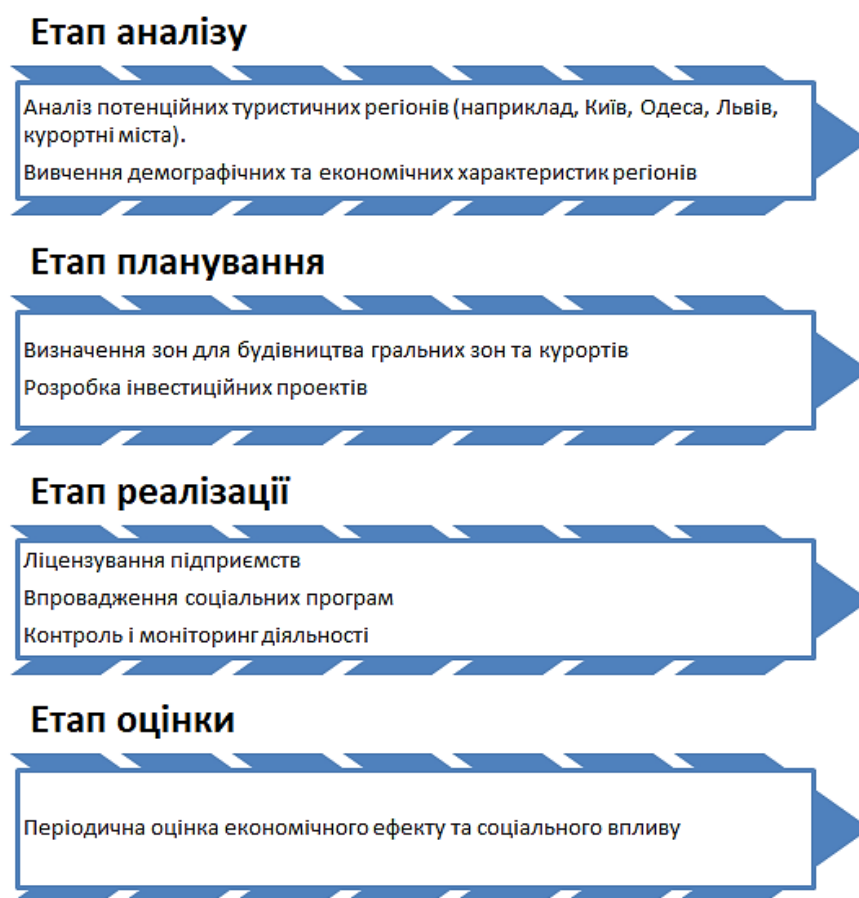 Етап аналізу
Аналіз потенційних туристичних регіонів (наприклад, Київ, Одеса, Львів,
курортні міста).
Вивчення демографічних та економічних характеристик регіонів
Етап планування
Визначення зон для будівництва гральних зон та курортів
Розробка інвестиційних проектів
Етап реалізації
Ліцензування підприємств
Впровадження соціальних програм
Контроль і моніторинг діяльності
Етап оцінки
Періодична оцінка економічного ефекту та соціального впливу